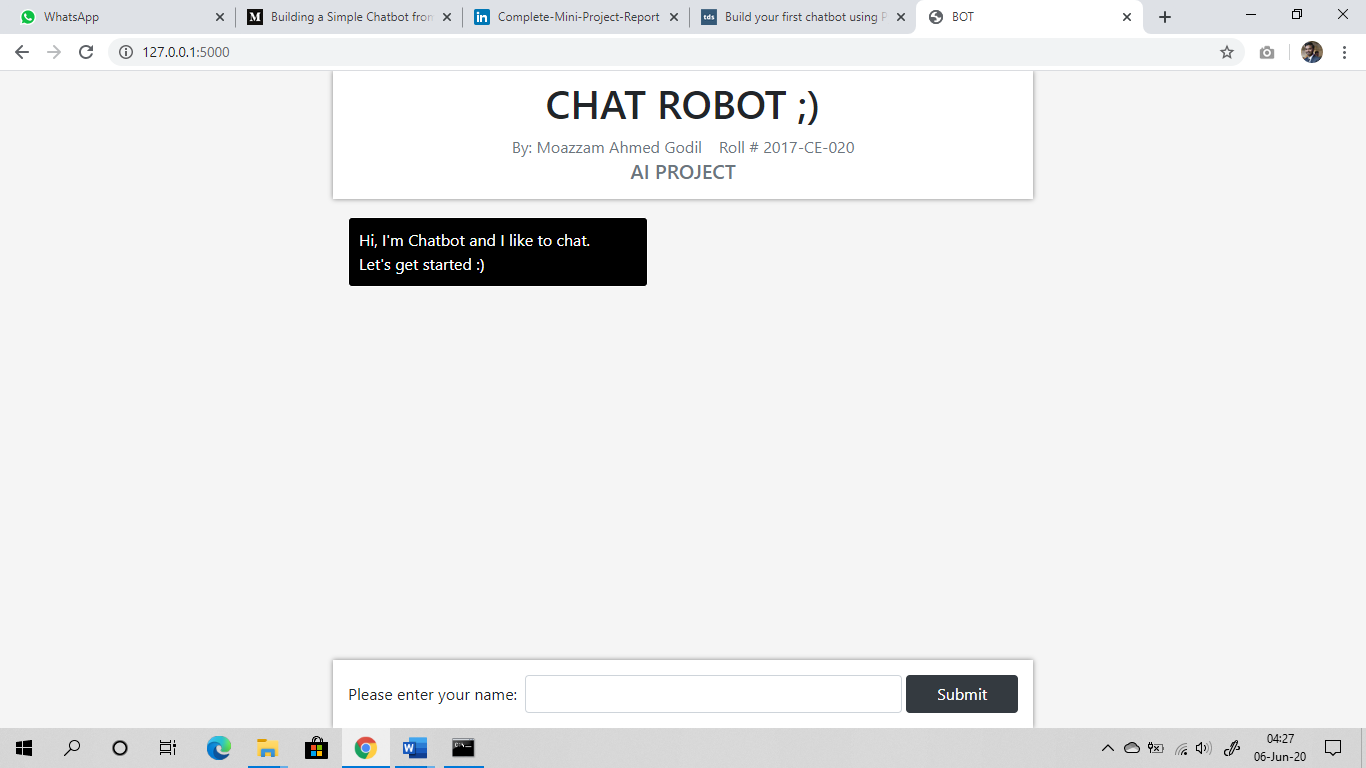 WhatsApp
Building a Simple Chatbot from
Complete-Mini-Project-Report
Build your first chatbot using P
BOT
127.0.0.1:5000
CHAT ROBOT ;)
By: Moazzam Ahmed Godil Roll # 2017-CE-020
AI PROJECT
Hi, I'm Chatbot and I like to chat.
Let's get started :)
Please enter your name:
Submit
04:27
06-Jun-20